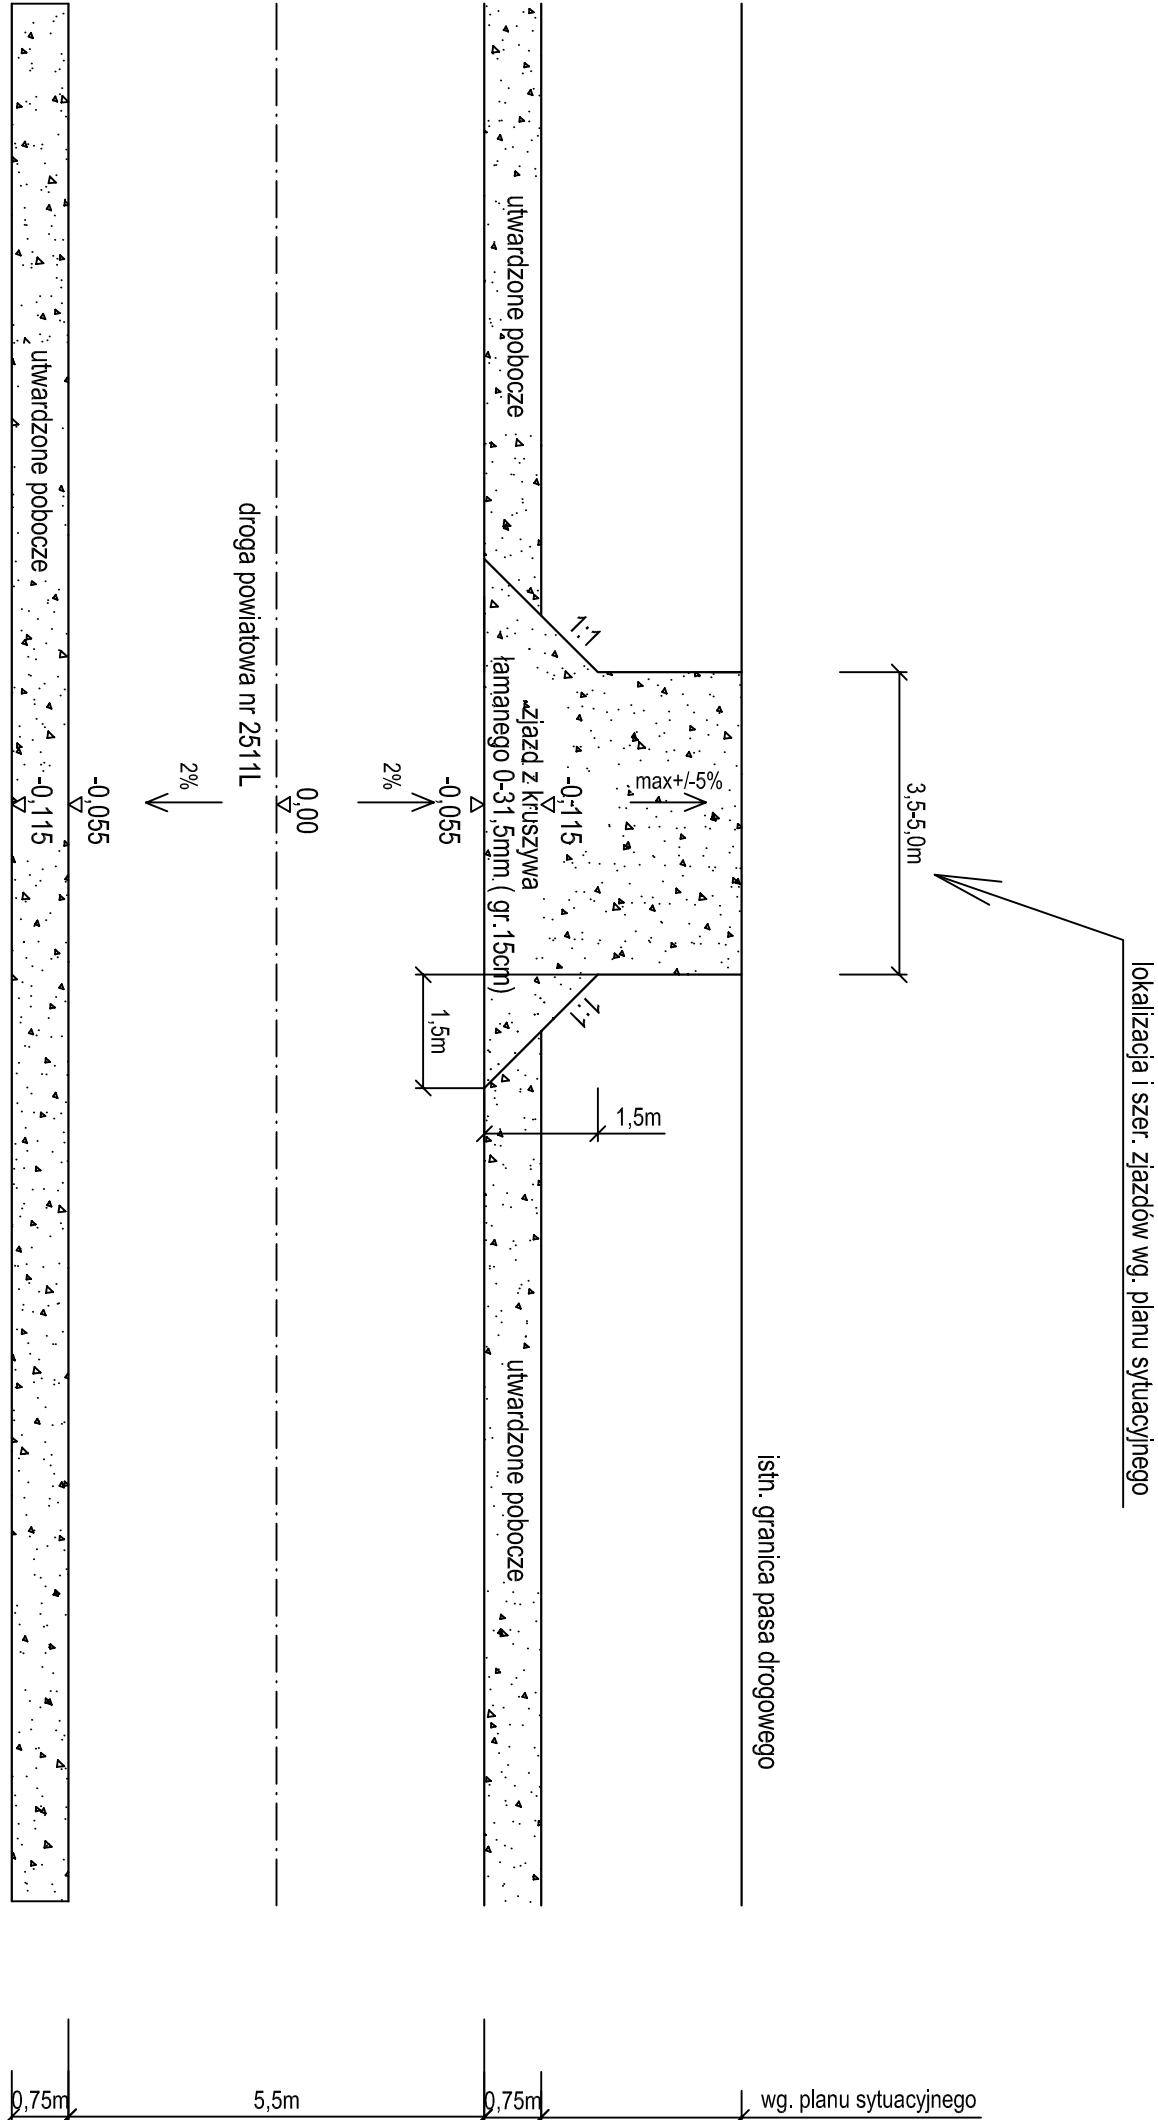 lokalizacja i szer. zjazdów wg. planu sytuacyjnego
3,5-5,0m
istn. granica pasa drogowego
max+/-5%
1:1
1:1
1,5m
1,5m
utwardzone pobocze
zjazd z kruszywa
łamanego 0-31,5mm ( gr.15cm)
utwardzone pobocze
-0,115
-0,055
2%
0,00
droga powiatowa nr 2511L
2%
-0,055
-0,115
utwardzone pobocze
0,75m
5,5m
0,75m
wg. planu sytuacyjnego